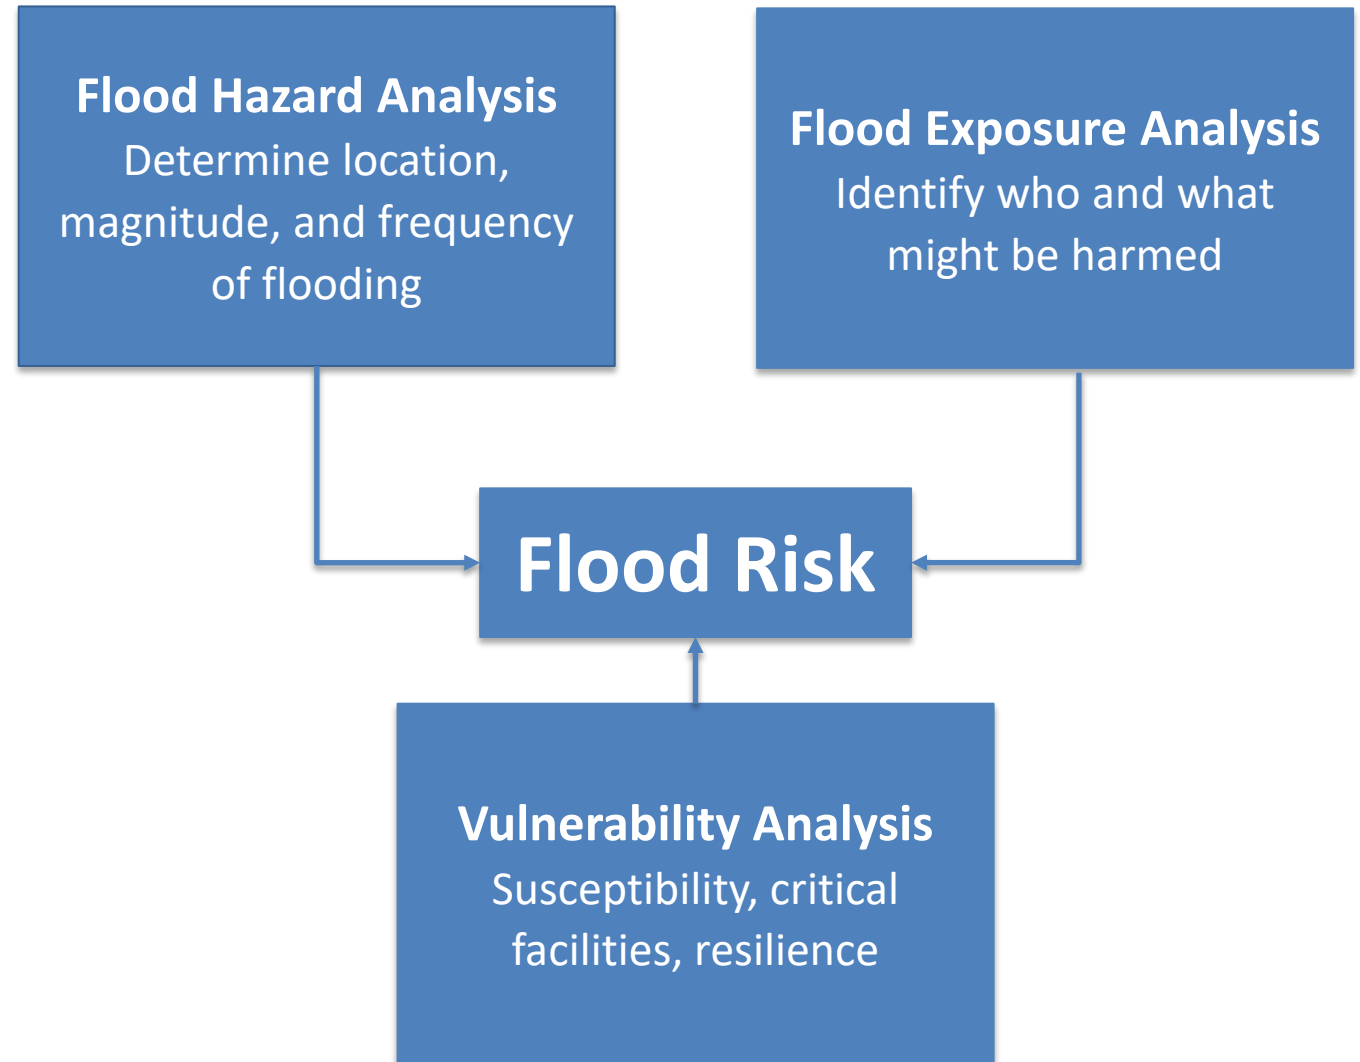 Flood Hazard Analysis
Determine location,
magnitude, and frequency
of flooding
Flood Exposure Analysis
Identify who and what
might be harmed
Flood Risk
Vulnerability Analysis
Susceptibility, critical
facilities, resilience